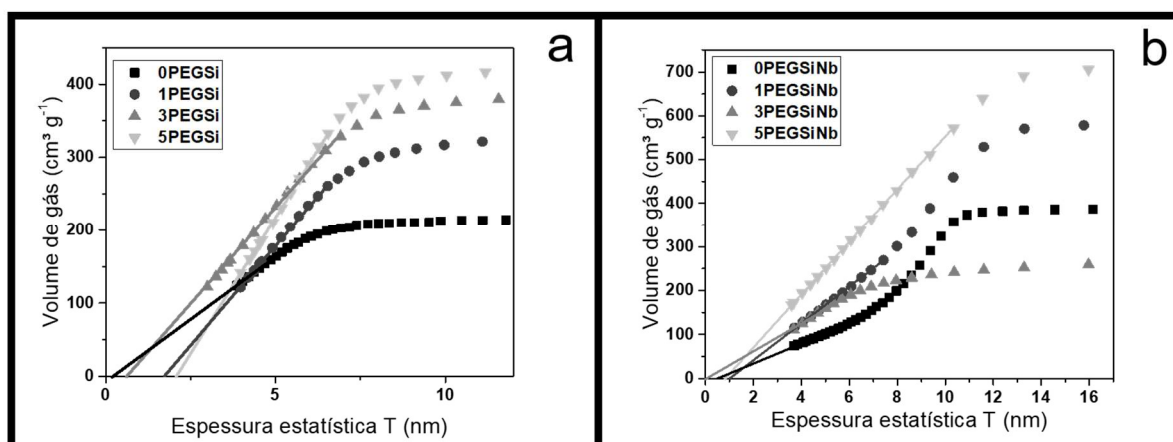 a
0PEGSi
1PEGSi
3PEGSi
5PEGSi
Volume de gás (cm³ g⁻¹)
400
300
200
100
0
0
5
10
Espessura estatística T (nm)
b
0PEGSiNb
1PEGSiNb
3PEGSiNb
5PEGSiNb
Volume de gás (cm³ g⁻¹)
700
600
500
400
300
200
100
0
0
2
4
6
8
10
12
14
16
Espessura estatística T (nm)